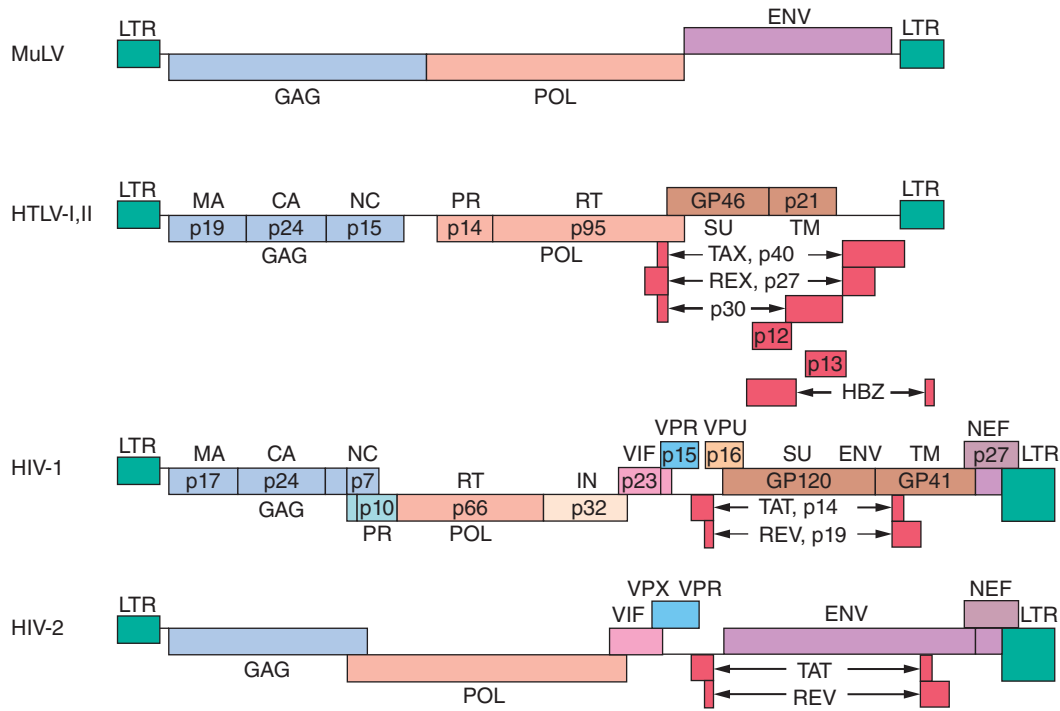 LTR ENV LTR
MuLV
GAG POL
LTR MA CA NC PR RT GP46 p21 LTR
HTLV-I,II
p19 p24 p15 p14 p95 SU TM
GAG POL TAX, p40
REX, p27
p30
p12
p13
HBZ
LTR MA CA NC VIF VPR VPU SU ENV TM NEF LTR
p15 p16 p27
HIV-1 p17 p24 p7 RT IN p23 GP120 GP41
GAG p10 p66 p32 TAT, p14
PR POL REV, p19
LTR VIF VPX VPR ENV NEF LTR
HIV-2
GAG TAT
POL REV